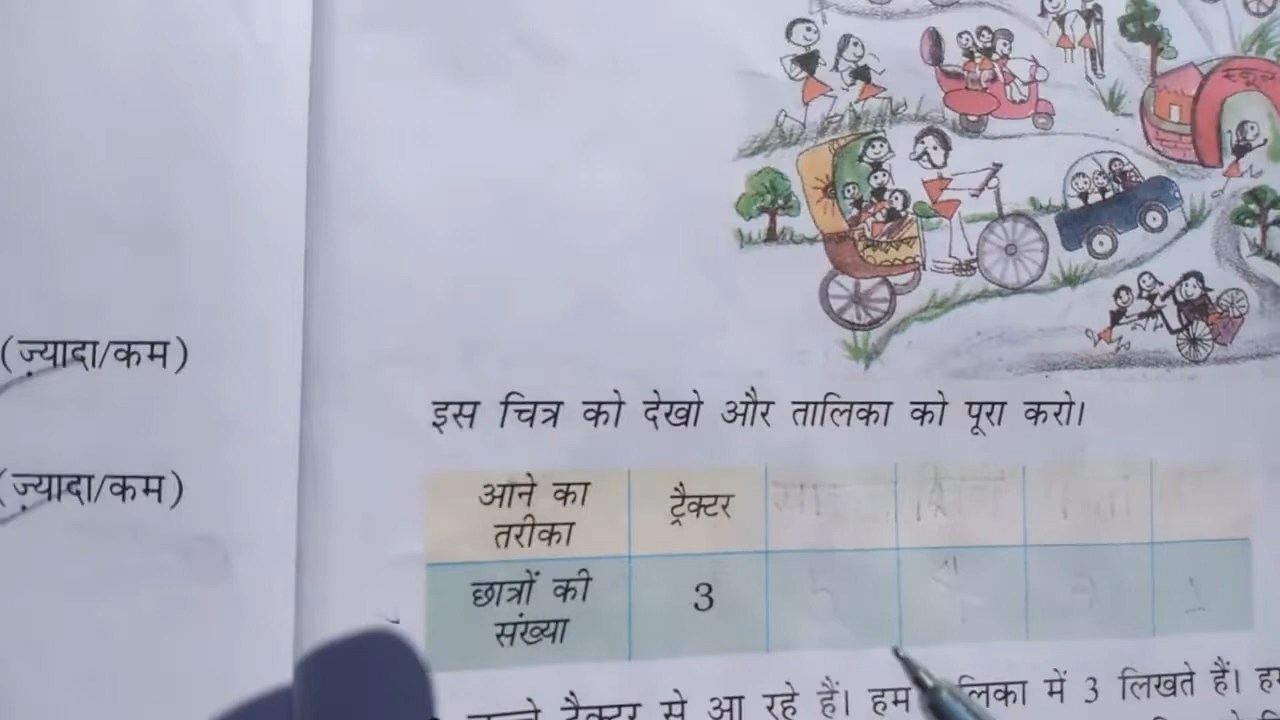 स्कूल
(ज़्यादा/कम)
(ज़्यादा/कम)
इस चित्र को देखो और तालिका को पूरा करो।
आने का तरीका ट्रैक्टर
छात्रों की संख्या 3
ट्रैक्टर से आ रहे हैं। हम में 3 लिखते हैं।